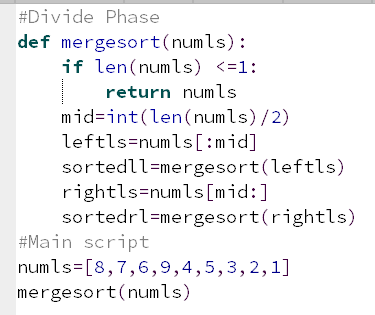 #Divide Phase
def mergesort(numls):
    if len(numls) <=1:
        return numls
    mid=int(len(numls)/2)
    leftls=numls[:mid]
    sortedll=mergesort(leftls)
    rightls=numls[mid:]
    sortedrl=mergesort(rightls)
#Main script
numls=[8,7,6,9,4,5,3,2,1]
mergesort(numls)